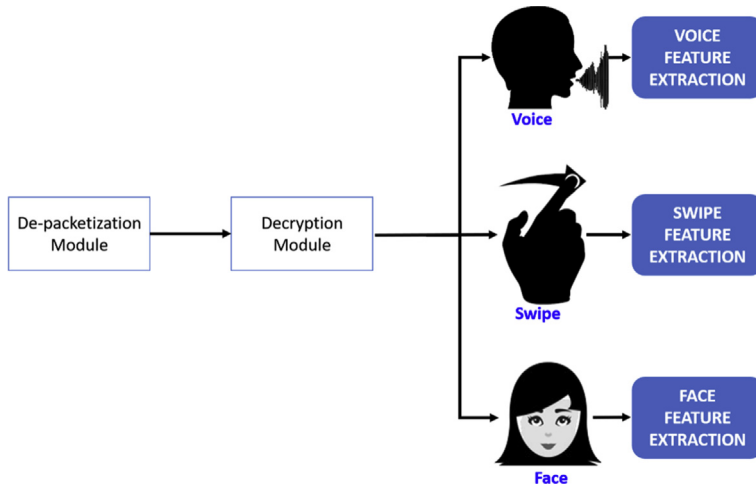 De-packetization
Module
Decryption
Module
Voice
VOICE
FEATURE
EXTRACTION
Swipe
SWIPE
FEATURE
EXTRACTION
Face
FACE
FEATURE
EXTRACTION